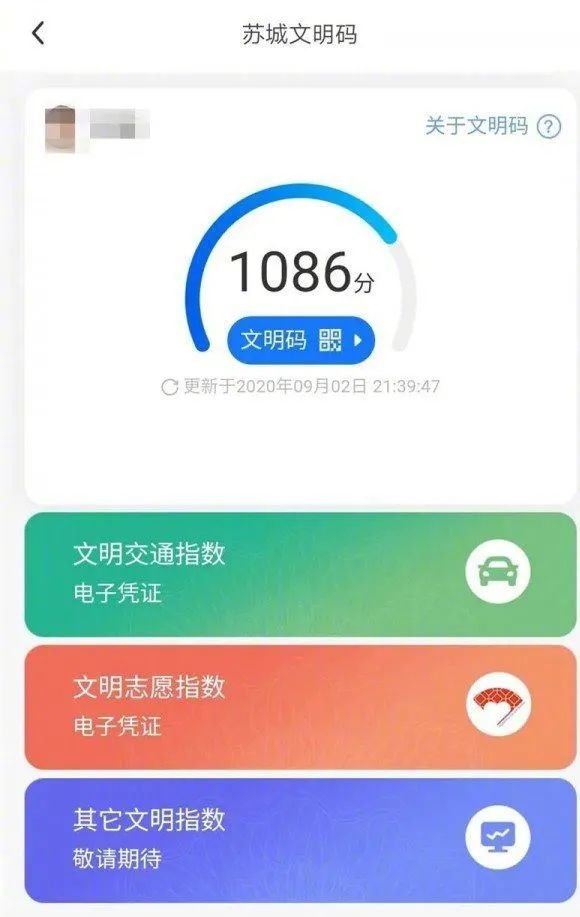 苏城文明码
关于文明码 ?
1086分
文明码
更新于2020年09月02日 21:39:47
文明交通指数
电子凭证
文明志愿指数
电子凭证
其它文明指数
敬请期待